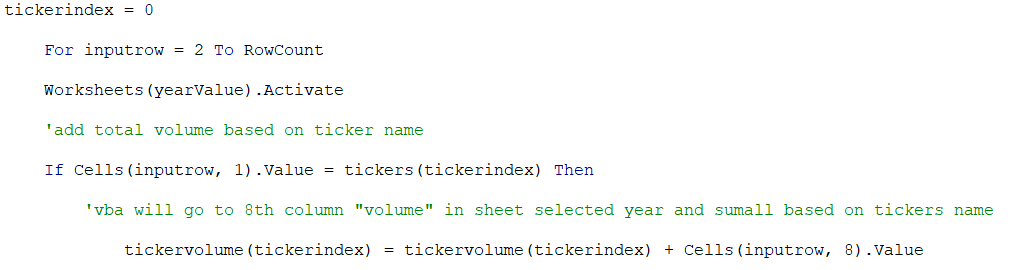 tickerindex = 0
For inputrow = 2 To RowCount
Worksheets(yearValue).Activate
'add total volume based on ticker name
If Cells(inputrow, 1).Value = tickers(tickerindex) Then
'vba will go to 8th column "volume" in sheet selected year and sumall based on tickers name
tickervolume(tickerindex) = tickervolume(tickerindex) + Cells(inputrow, 8).Value